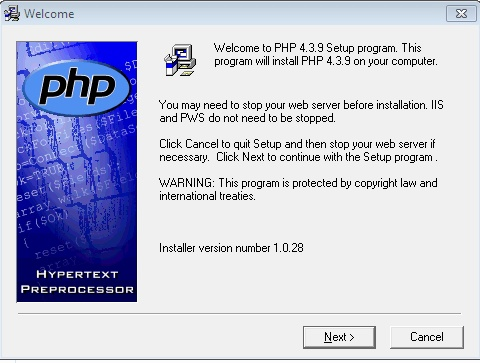 Welcome
Welcome to PHP 4.3.9 Setup program. This
program will install PHP 4.3.9 on your computer.
php
You may need to stop your web server before installation. IIS
and PWS do not need to be stopped.
Click Cancel to quit Setup and then stop your web server if
necessary. Click Next to continue with the Setup program .
WARNING: This program is protected by copyright law and
international treaties.
Installer version number 1.0.28
HYPERTEXT
PREPROCESSOR
Next >
Cancel